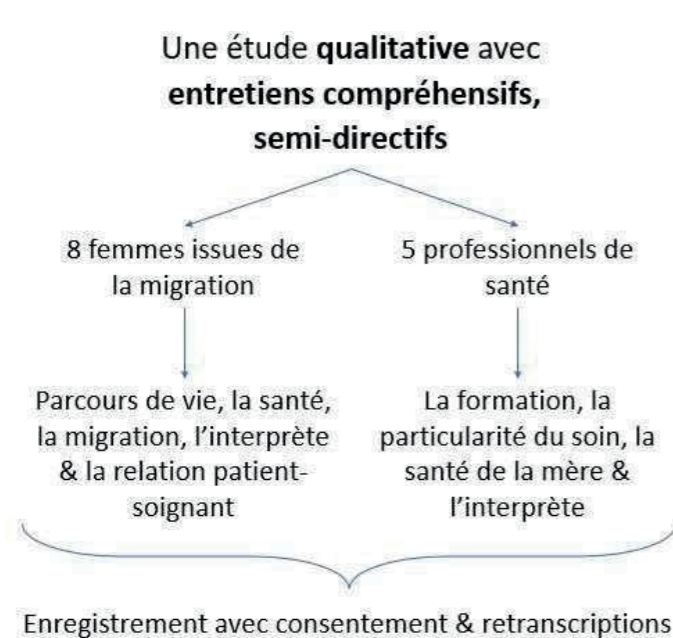 Une étude qualitative avec
entretiens compréhensifs,
semi-directifs
8 femmes issues de
la migration
5 professionnels de
santé
Parcours de vie, la santé,
la migration, l'interprète
& la relation patient-
soignant
La formation, la
particularité du soin, la
santé de la mère &
l'interprète
Enregistrement avec consentement & retranscriptions